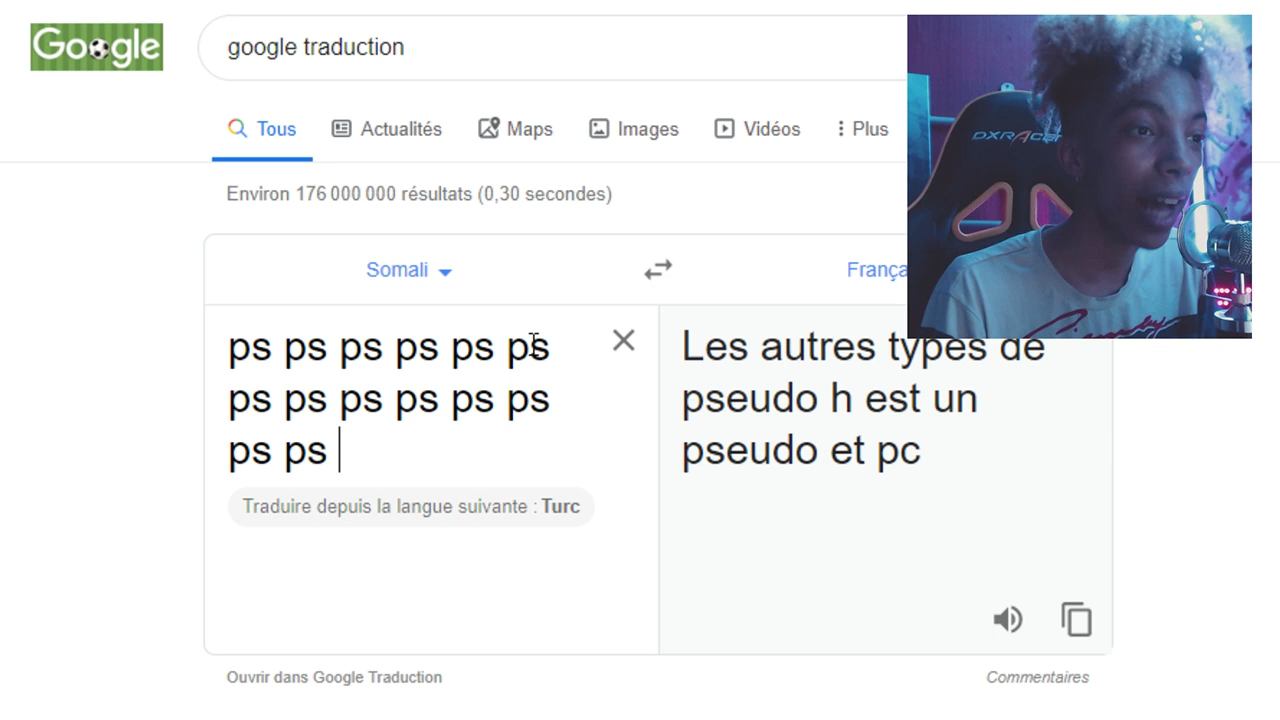 Google
google traduction
Tous Actualités Maps Images Vidéos Plus
Environ 176 000 000 résultats (0,30 secondes)
DXRACER
Somali
França
ps ps ps ps ps ps
ps ps ps ps ps ps
ps ps
Les autres types de
pseudo h est un
pseudo et pc
Traduire depuis la langue suivante : Turc
Ouvrir dans Google Traduction
Commentaires